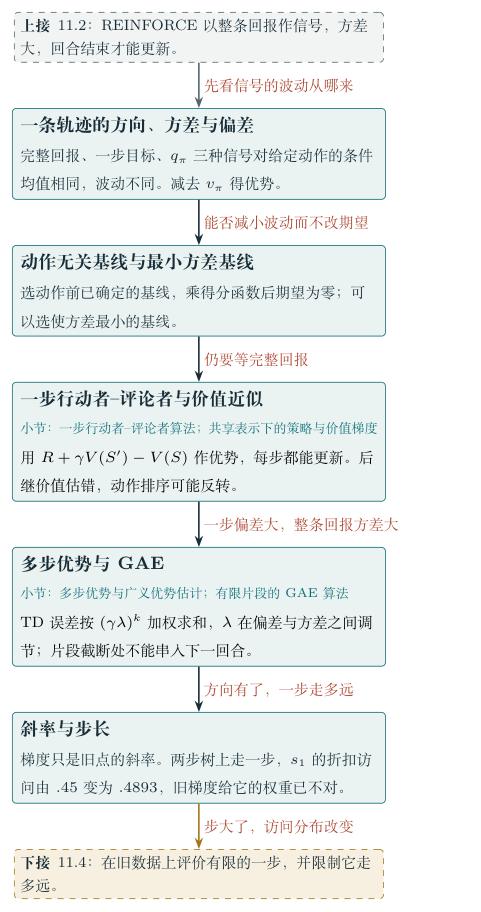 上接 11.2：REINFORCE 以整条回报作信号，方差
大，回合结束才能更新。
先看信号的波动从哪来
一条轨迹的方向、方差与偏差
完整回报、一步目标、qπ 三种信号对给定动作的条件
均值相同，波动不同。减去 vπ 得优势。
能否减小波动而不改期望
动作无关基线与最小方差基线
选动作前已确定的基线，乘得分函数后期望为零；可
以选使方差最小的基线。
仍要等完整回报
一步行动者–评论者与价值近似
小节：一步行动者–评论者算法；共享表示下的策略与价值梯度
用 R + γV(S′) − V(S) 作优势，每步都能更新。后
继价值估错，动作排序可能反转。
一步偏差大，整条回报方差大
多步优势与 GAE
小节：多步优势与广义优势估计；有限片段的 GAE 算法
TD 误差按 (γλ)^k 加权求和，λ 在偏差与方差之间调
节；片段截断处不能串入下一回合。
方向有了，一步走多远
斜率与步长
梯度只是旧点的斜率。两步树上走一步，s₁ 的折扣访
问由 .45 变为 .4893，旧梯度给它的权重已不对。
步大了，访问分布改变
下接 11.4：在旧数据上评价有限的一步，并限制它走
多远。